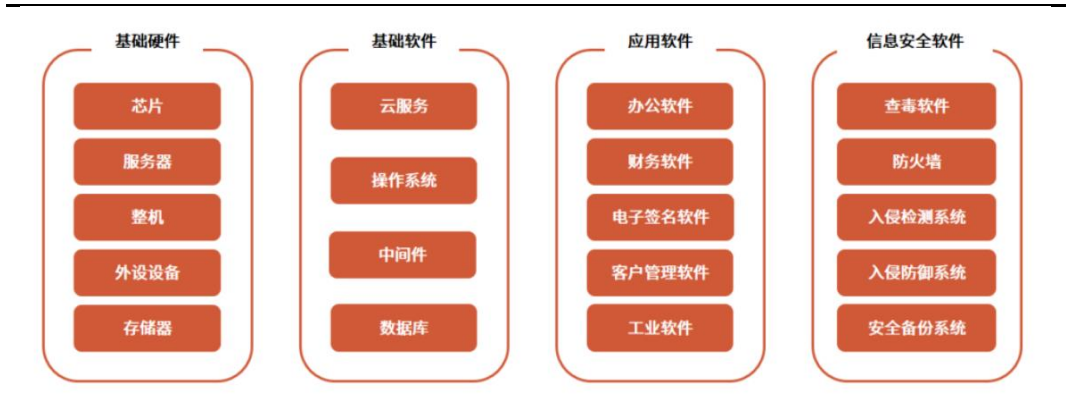 基础硬件
芯片
服务器
整机
外设设备
存储器
基础软件
云服务
操作系统
中间件
数据库
应用软件
办公软件
财务软件
电子签名软件
客户管理软件
工业软件
信息安全软件
查毒软件
防火墙
入侵检测系统
入侵防御系统
安全备份系统